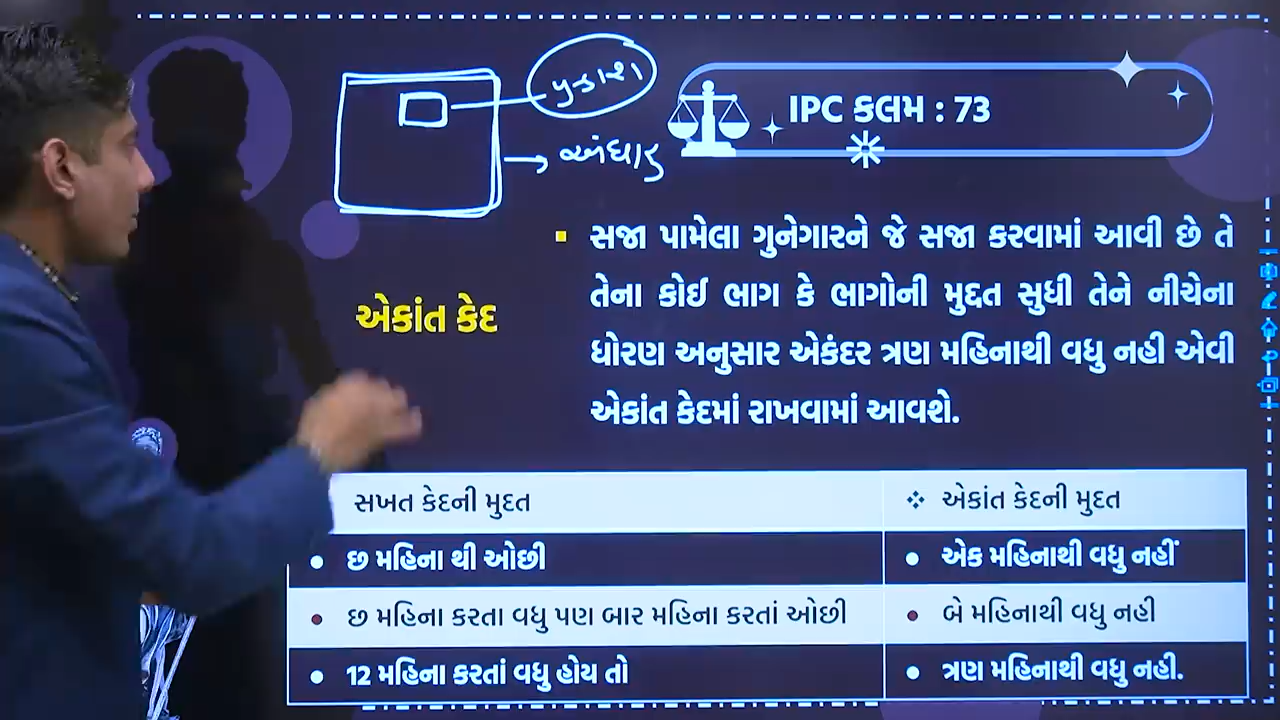 પ્રકાશ
અંધારુ
IPC કલમ : 73
એકાંત કેદ
સજા પામેલા ગુનેગારને જે સજા કરવામાં આવી છે તે
તેના કોઈ ભાગ કે ભાગોની મુદ્દત સુધી તેને નીચેના
ધોરણ અનુસાર એકંદર ત્રણ મહિનાથી વધુ નહી એવી
એકાંત કેદમાં રાખવામાં આવશે.
સખત કેદની મુદત
એકાંત કેદની મુદત
છ મહિના થી ઓછી
એક મહિનાથી વધુ નહીં
છ મહિના કરતા વધુ પણ બાર મહિના કરતાં ઓછી
બે મહિનાથી વધુ નહી
12 મહિના કરતાં વધુ હોય તો
ત્રણ મહિનાથી વધુ નહી.